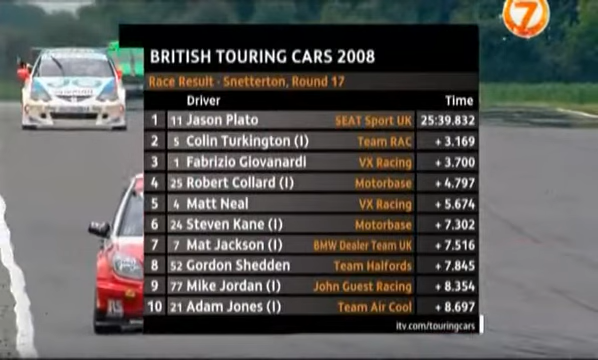 7
BRITISH TOURING CARS 2008
Race Result - Snetterton, Round 17
Driver Time
1 11 Jason Plato SEAT Sport UK 25:39.832
2 5 Colin Turkington (I) Team RAC + 3.169
3 1 Fabrizio Giovanardi VX Racing + 3.700
4 25 Robert Collard (I) Motorbase + 4.797
5 4 Matt Neal VX Racing + 5.674
6 24 Steven Kane (I) Motorbase + 7.302
7 7 Mat Jackson (I) BMW Dealer Team UK + 7.516
8 52 Gordon Shedden Team Halfords + 7.845
9 77 Mike Jordan (I) John Guest Racing + 8.354
10 21 Adam Jones (I) Team Air Cool + 8.697
itv.com/touringcars